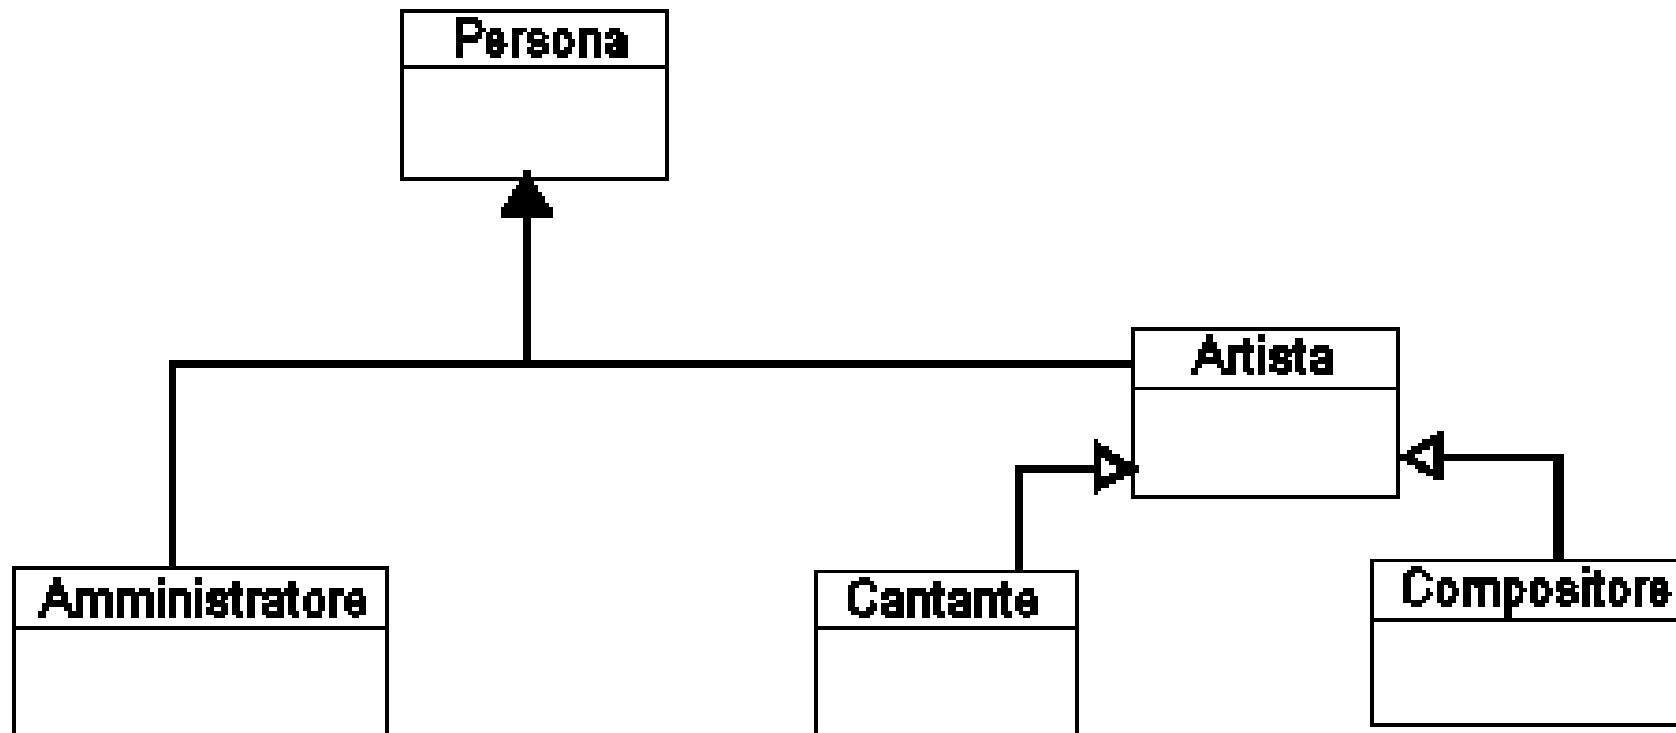 Persona
Artista
Amministratore
Cantante
Compositore